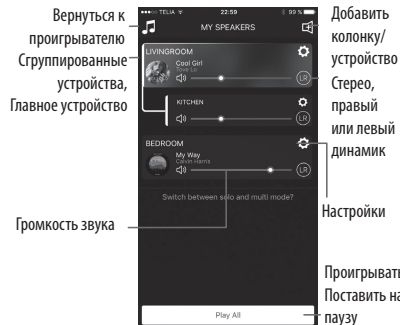 Вернуться к
проигрывателю
Сгруппированные
устройства,
Главное устройство
Громкость звука
TELIA 22:59 99 %
MY SPEAKERS
LIVINGROOM
Cool Girl
Tove Lo
LR
KITCHEN
LR
BEDROOM
My Way
Calvin Harris
LR
Switch between solo and multi mode?
Play All
Добавить
колонку/
устройство
Стерео,
правый
или левый
динамик
Настройки
Проигрывать
Поставить на
паузу